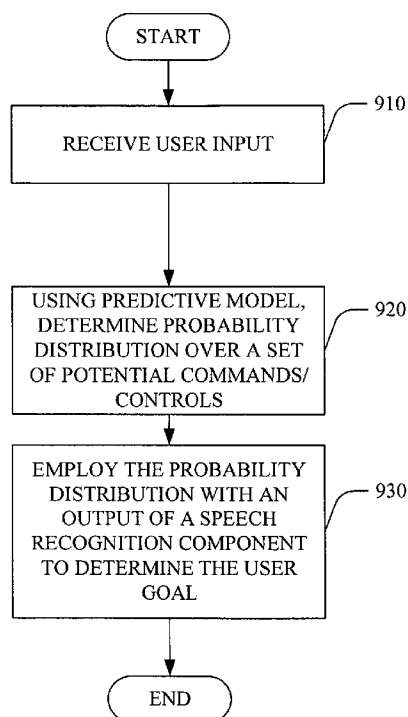 START
910
RECEIVE USER INPUT
920
USING PREDICTIVE MODEL,
DETERMINE PROBABILITY
DISTRIBUTION OVER A SET
OF POTENTIAL COMMANDS/
CONTROLS
930
EMPLOY THE PROBABILITY
DISTRIBUTION WITH AN
OUTPUT OF A SPEECH
RECOGNITION COMPONENT
TO DETERMINE THE USER
GOAL
END